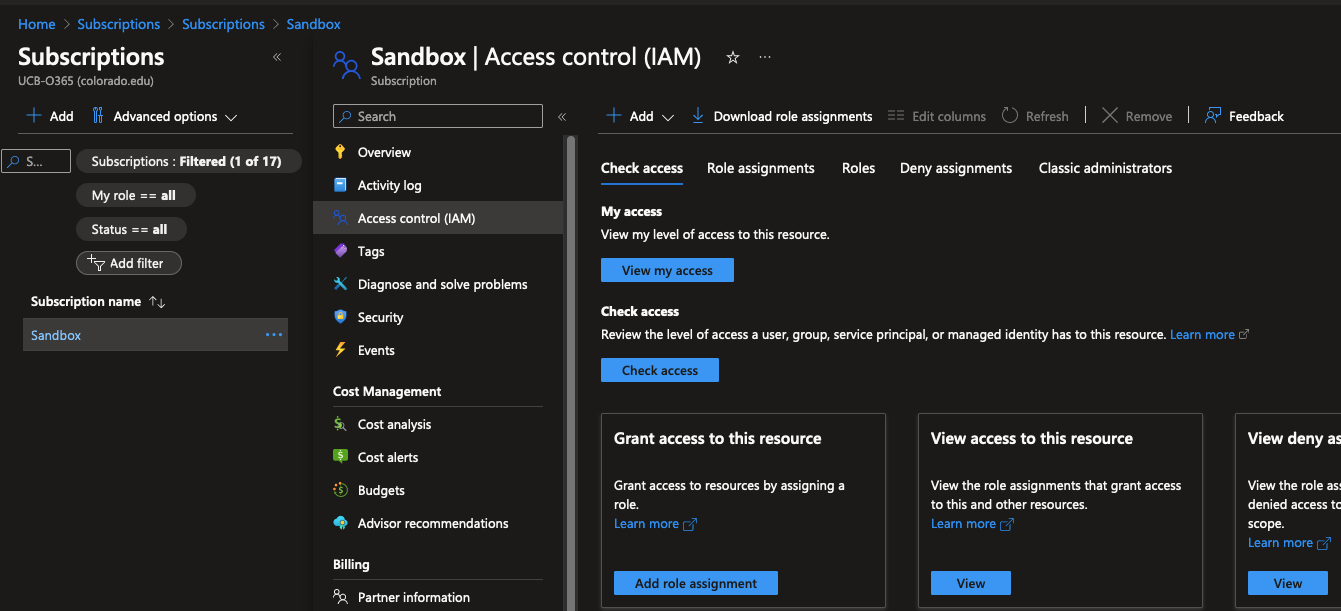 Home > Subscriptions > Subscriptions > Sandbox
Subscriptions
UCB-O365 (colorado.edu)
Add
Advanced options
S...
Subscriptions : Filtered (1 of 17)
My role == all
Status == all
Add filter
Subscription name
Sandbox
Sandbox | Access control (IAM)
Subscription
Search
Overview
Activity log
Access control (IAM)
Tags
Diagnose and solve problems
Security
Events
Cost Management
Cost analysis
Cost alerts
Budgets
Advisor recommendations
Billing
Partner information
Add
Download role assignments
Edit columns
Refresh
Remove
Feedback
Check access
Role assignments
Roles
Deny assignments
Classic administrators
My access
View my level of access to this resource.
View my access
Check access
Review the level of access a user, group, service principal, or managed identity has to this resource. Learn more
Check access
Grant access to this resource
Grant access to resources by assigning a
role.
Learn more
Add role assignment
View access to this resource
View the role assignments that grant access
to this and other resources.
Learn more
View
View deny as
View the role ass
denied access to
scope.
Learn more
View